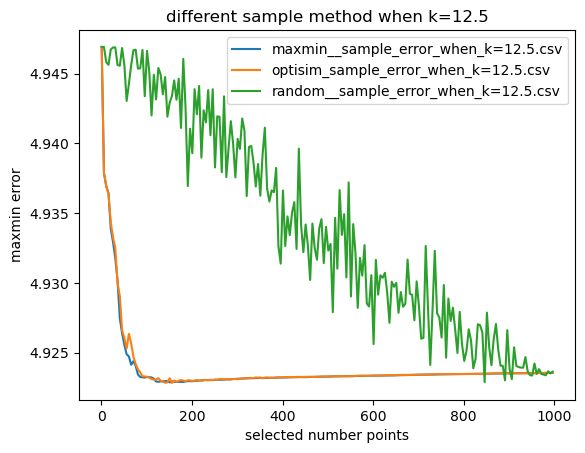 different sample method when k=12.5
maxmin__sample_error_when_k=12.5.csv
optisim_sample_error_when_k=12.5.csv
random__sample_error_when_k=12.5.csv
maxmin error
4.945
4.940
4.935
4.930
4.925
0 200 400 600 800 1000
selected number points